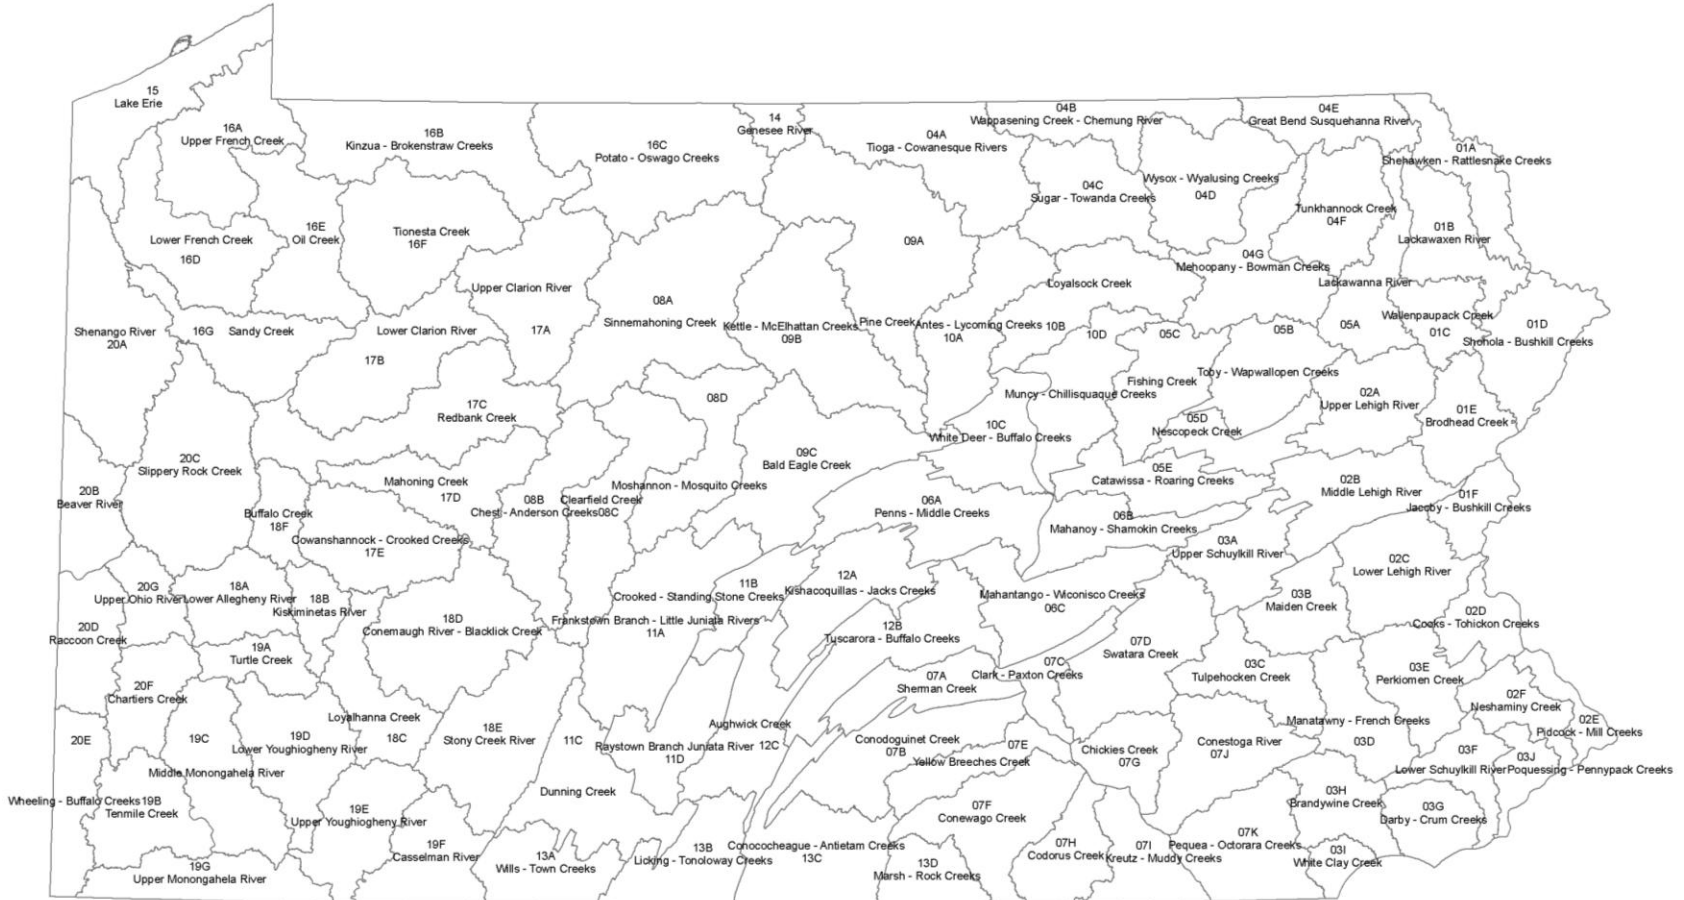 15
Lake Erie
16A
Upper French Creek
16B
Kinzua - Brokenstraw Creeks
16C
Potato - Oswago Creeks
14
Genesee River
04A
Tioga - Cowanesque Rivers
04B
Wappasening Creek - Chemung River
04E
Great Bend Susquehanna River
01A
Shehawken - Rattlesnake Creeks
04C
Sugar - Towanda Creeks
Wysox - Wyalusing Creeks
04D
Tunkhannock Creek
04F
01B
Lackawaxen River
Lower French Creek
16D
16E
Oil Creek
Tionesta Creek
16F
09A
04G
Mehoopany - Bowman Creeks
Lackawanna River
Loyalsock Creek
Upper Clarion River
17A
08A
Sinnemahoning Creek
Kettle - McElhattan Creeks
09B
Pine Creek
Antes - Lycoming Creeks
10A
10B
10D
05C
05B
05A
Wallenpaupack Creek
01C
01D
Shohola - Bushkill Creeks
Shenango River
20A
16G
Sandy Creek
Lower Clarion River
17B
17C
Redbank Creek
08D
Muncy - Chillisquaque Creeks
Fishing Creek
Toby - Wapwallopen Creeks
02A
Upper Lehigh River
01E
Brodhead Creek
10C
White Deer - Buffalo Creeks
05D
Nescopeck Creek
20C
Slippery Rock Creek
Mahoning Creek
17D
09C
Bald Eagle Creek
Moshannon - Mosquito Creeks
05E
Catawissa - Roaring Creeks
02B
Middle Lehigh River
01F
Jacoby - Bushkill Creeks
20B
Beaver River
Buffalo Creek
18F
08B
Chest - Anderson Creeks
Clearfield Creek
08C
06A
Penns - Middle Creeks
06B
Mahanoy - Shamokin Creeks
Cowanshannock - Crooked Creeks
17E
03A
Upper Schuylkill River
02C
Lower Lehigh River
20G
Upper Ohio River
18A
Lower Allegheny River
18B
Kiskiminetas River
11B
Crooked - Standing Stone Creeks
12A
Kishacoquillas - Jacks Creeks
Mahantango - Wiconisco Creeks
06C
03B
Maiden Creek
02D
Cooks - Tohickon Creeks
20D
Raccoon Creek
18D
Conemaugh River - Blacklick Creek
Frankstown Branch - Little Juniata Rivers
11A
12B
Tuscarora - Buffalo Creeks
07D
Swatara Creek
19A
Turtle Creek
07C
Clark - Paxton Creeks
03C
Tulpehocken Creek
03E
Perkiomen Creek
20F
Chartiers Creek
07A
Sherman Creek
02F
Neshaminy Creek
Loyalhanna Creek
18C
18E
Stony Creek River
Aughwick Creek
12C
Manatawny - French Creeks
03D
02E
Pidcock - Mill Creeks
20E
19C
Middle Monongahela River
19D
Lower Youghiogheny River
11C
Dunning Creek
Raystown Branch Juniata River
11D
Conodoguinet Creek
07B
07E
Yellow Breeches Creek
Chickies Creek
07G
Conestoga River
07J
03F
Lower Schuylkill River
03J
Poquessing - Pennypack Creeks
Wheeling - Buffalo Creeks
19B
Tenmile Creek
19E
Upper Youghiogheny River
07F
Conewago Creek
03H
Brandywine Creek
03G
Darby - Crum Creeks
19F
Casselman River
13A
Wills - Town Creeks
13B
Licking - Tonoloway Creeks
Conococheague - Antietam Creeks
13C
13D
Marsh - Rock Creeks
07H
Codorus Creek
07I
Kreutz - Muddy Creeks
07K
Pequea - Octorara Creeks
03I
White Clay Creek
19G
Upper Monongahela River